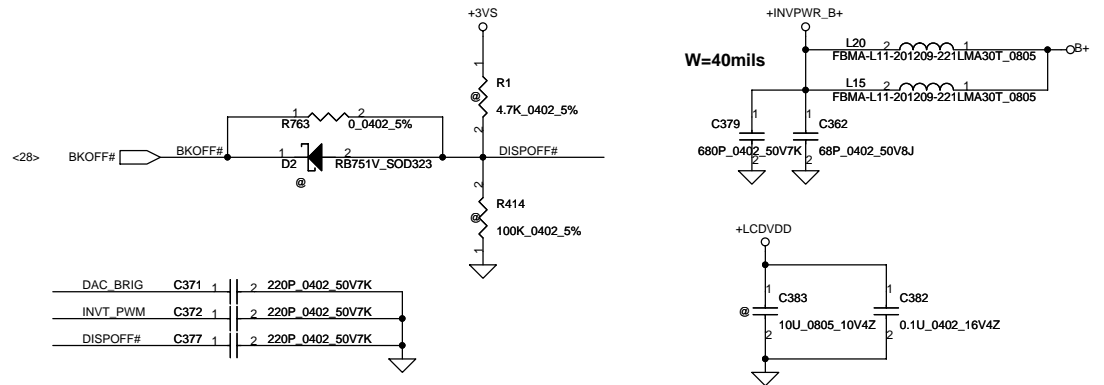 +3VS
1
@
R1
4.7K_0402_5%
2
1
2
R763
0_0402_5%
<28>
BKOFF#
BKOFF#
1
2
D2
RB751V_SOD323
@
DISPOFF#
2
@
R414
100K_0402_5%
1
DAC_BRIG
C371
1
2
220P_0402_50V7K
INVT_PWM
C372
1
2
220P_0402_50V7K
DISPOFF#
C377
1
2
220P_0402_50V7K
+INVPWR_B+
W=40mils
L20
2
1
FBMA-L11-201209-221LMA30T_0805
B+
L15
2
1
FBMA-L11-201209-221LMA30T_0805
C379
1
680P_0402_50V7K
2
C362
1
68P_0402_50V8J
2
+LCDVDD
1
C383
@
10U_0805_10V4Z
2
1
C382
0.1U_0402_16V4Z
2